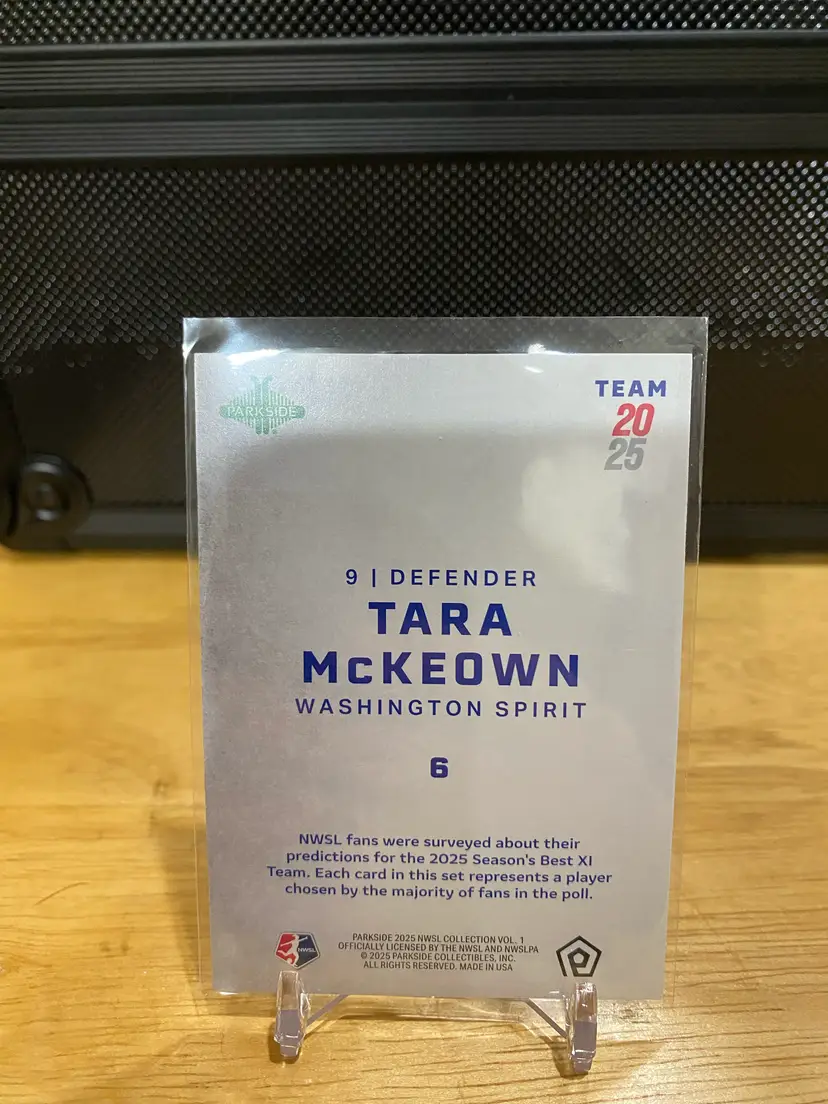 PARKSIDE
TEAM
20
25
9 | DEFENDER
TARA
McKEOWN
WASHINGTON SPIRIT
6
NWSL fans were surveyed about their
predictions for the 2025 Season's Best XI
Team. Each card in this set represents a player
chosen by the majority of fans in the poll.
NWSL
PARKSIDE 2025 NWSL COLLECTION VOL. 1
OFFICIALLY LICENSED BY THE NWSL AND NWSLPA
© 2025 PARKSIDE COLLECTIBLES, INC.
ALL RIGHTS RESERVED. MADE IN USA